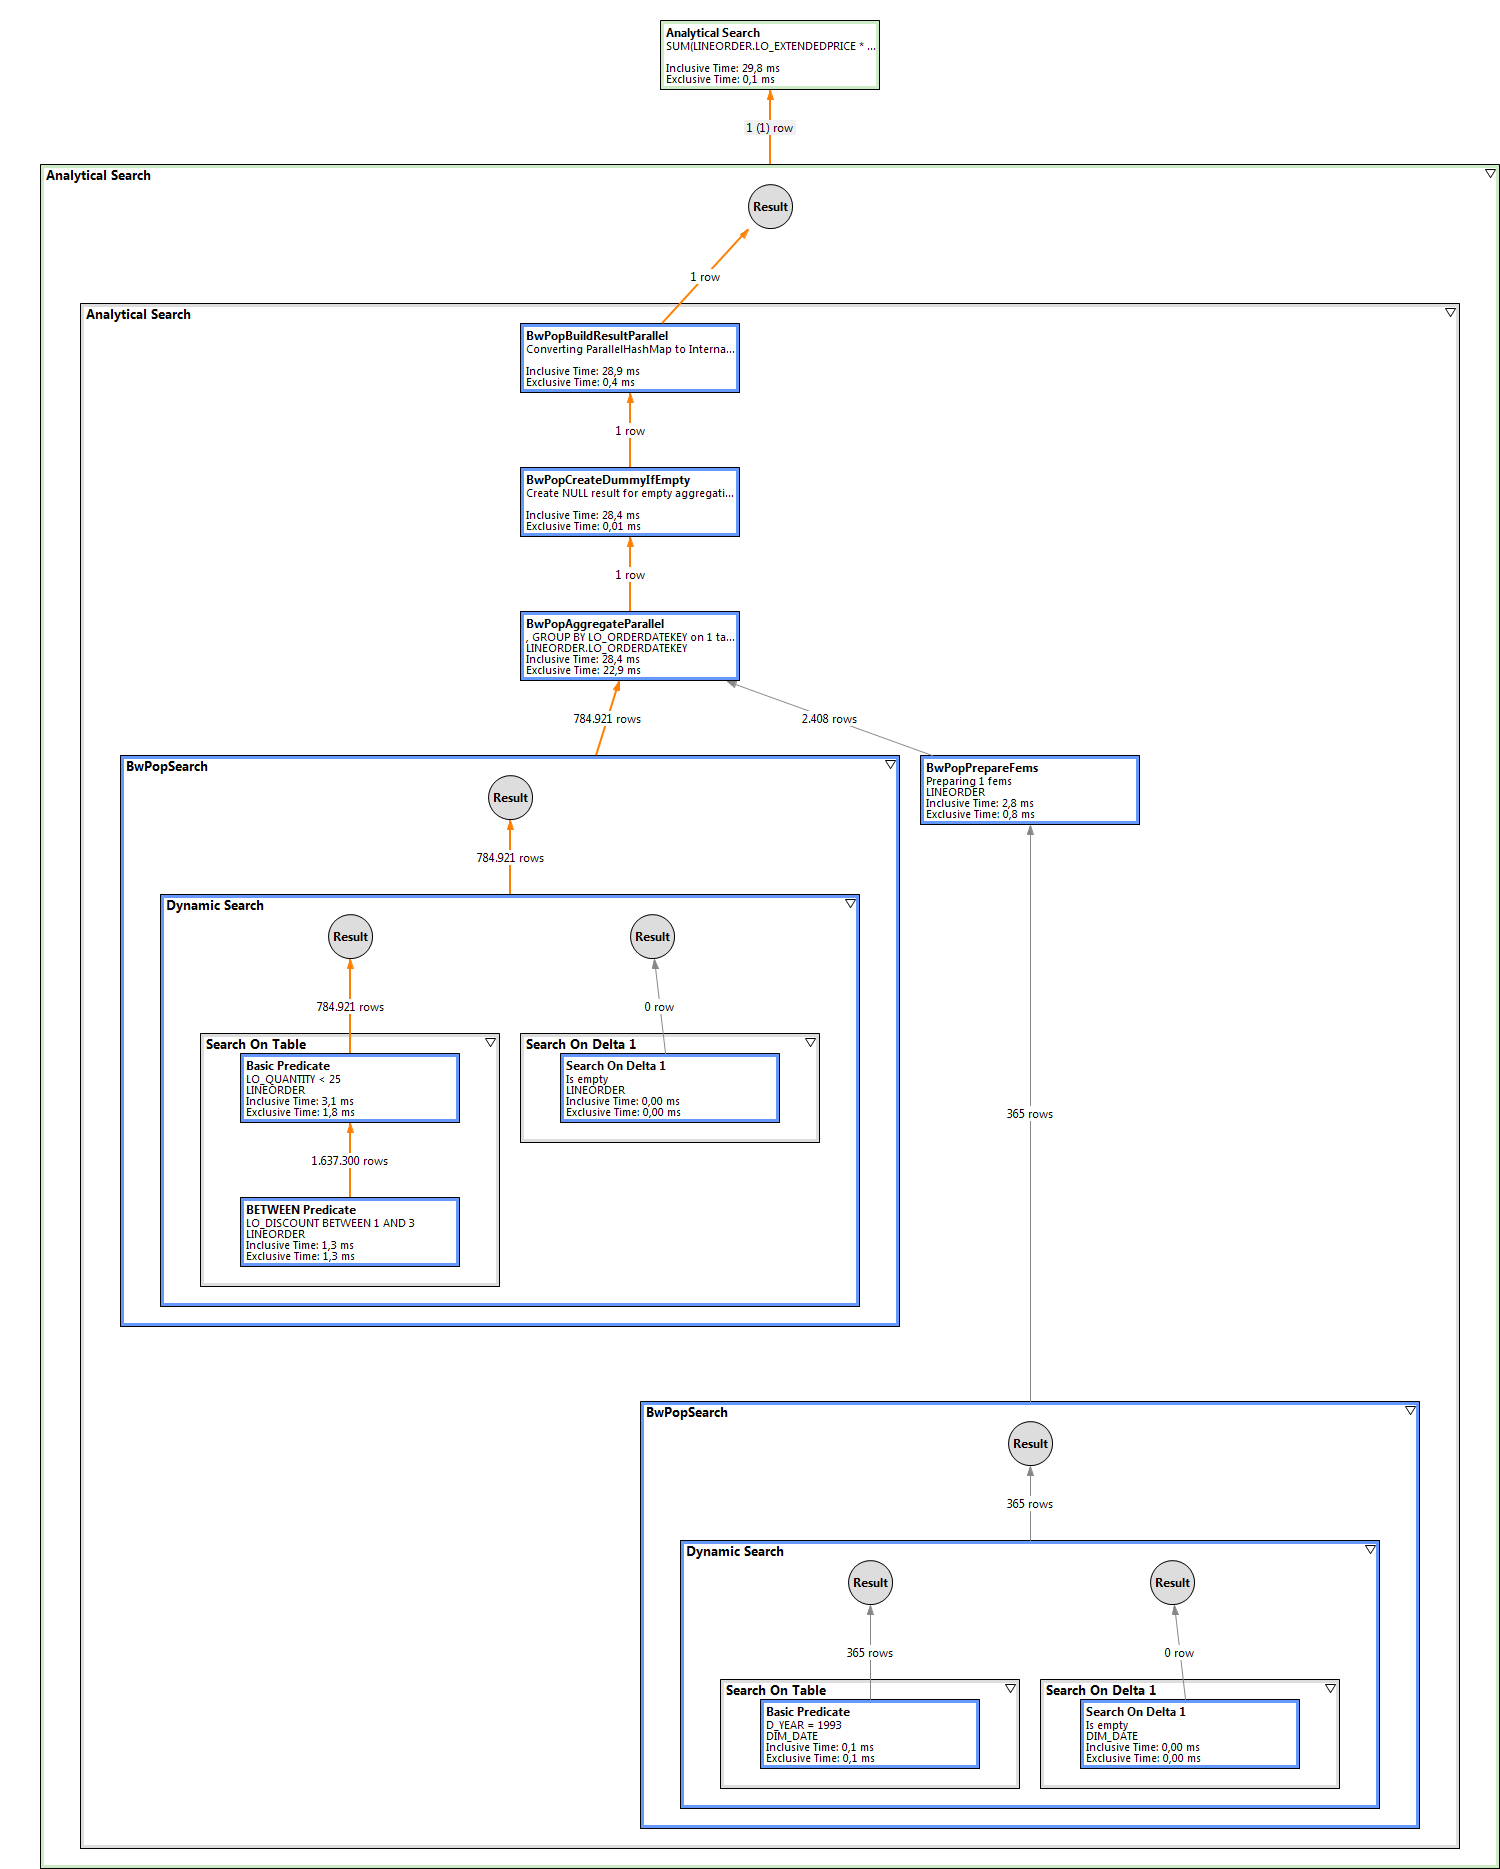 Analytical Search
SUM(LINEORDER.LO_EXTENDEDPRICE * ...
Inclusive Time: 29,8 ms
Exclusive Time: 0,1 ms
1 (1) row
Analytical Search
Result
1 row
Analytical Search
BwPopBuildResultParallel
Converting ParallelHashMap to Interna...
Inclusive Time: 28,9 ms
Exclusive Time: 0,4 ms
1 row
BwPopCreateDummyIfEmpty
Create NULL result for empty aggregati...
Inclusive Time: 28,4 ms
Exclusive Time: 0,01 ms
1 row
BwPopAggregateParallel
, GROUP BY LO_ORDERDATEKEY on 1 ta...
LINEORDER.LO_ORDERDATEKEY
Inclusive Time: 28,4 ms
Exclusive Time: 22,9 ms
784.921 rows
2.408 rows
BwPopSearch
Result
784.921 rows
BwPopPrepareFems
Preparing 1 fems
LINEORDER
Inclusive Time: 2,8 ms
Exclusive Time: 0,8 ms
Dynamic Search
Result
Result
784.921 rows
0 row
Search On Table
Basic Predicate
LO_QUANTITY < 25
LINEORDER
Inclusive Time: 3,1 ms
Exclusive Time: 1,8 ms
1.637.300 rows
BETWEEN Predicate
LO_DISCOUNT BETWEEN 1 AND 3
LINEORDER
Inclusive Time: 1,3 ms
Exclusive Time: 1,3 ms
Search On Delta 1
Search On Delta 1
Is empty
LINEORDER
Inclusive Time: 0,00 ms
Exclusive Time: 0,00 ms
365 rows
BwPopSearch
Result
365 rows
Dynamic Search
Result
Result
365 rows
0 row
Search On Table
Basic Predicate
D_YEAR = 1993
DIM_DATE
Inclusive Time: 0,1 ms
Exclusive Time: 0,1 ms
Search On Delta 1
Search On Delta 1
Is empty
DIM_DATE
Inclusive Time: 0,00 ms
Exclusive Time: 0,00 ms